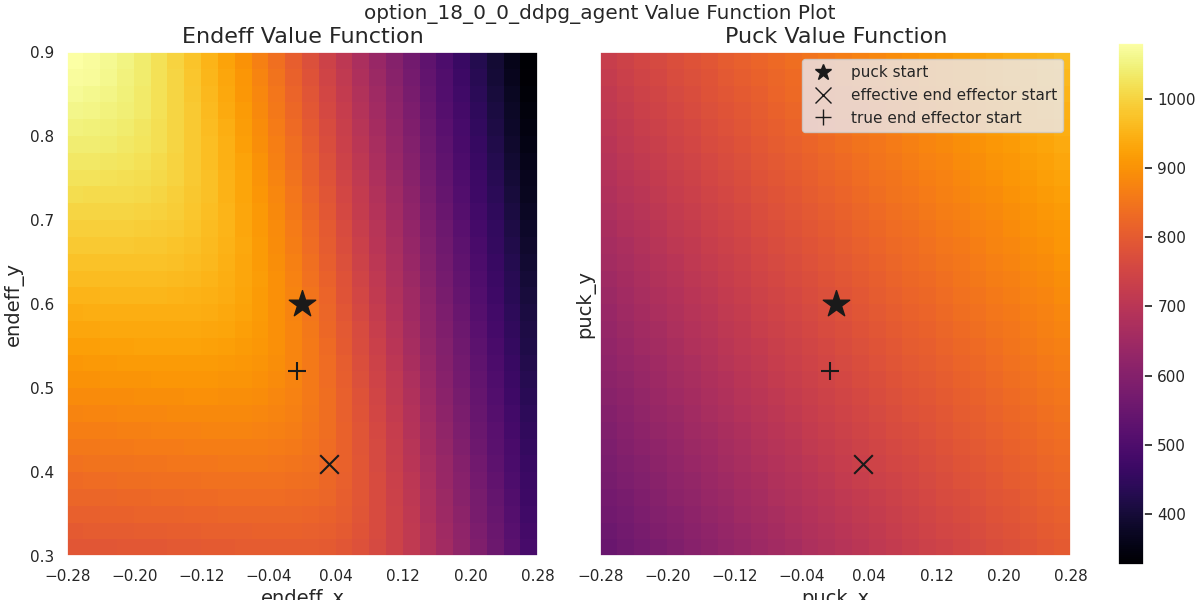 option_18_0_0_ddpg_agent Value Function Plot
Endeff Value Function
Puck Value Function
puck start
effective end effector start
true end effector start
0.9
0.8
0.7
0.6
0.5
0.4
0.3
endeff_y
−0.28 −0.20 −0.12 −0.04 0.04 0.12 0.20 0.28
endeff_x
puck_y
−0.28 −0.20 −0.12 −0.04 0.04 0.12 0.20 0.28
puck_x
1000
900
800
700
600
500
400